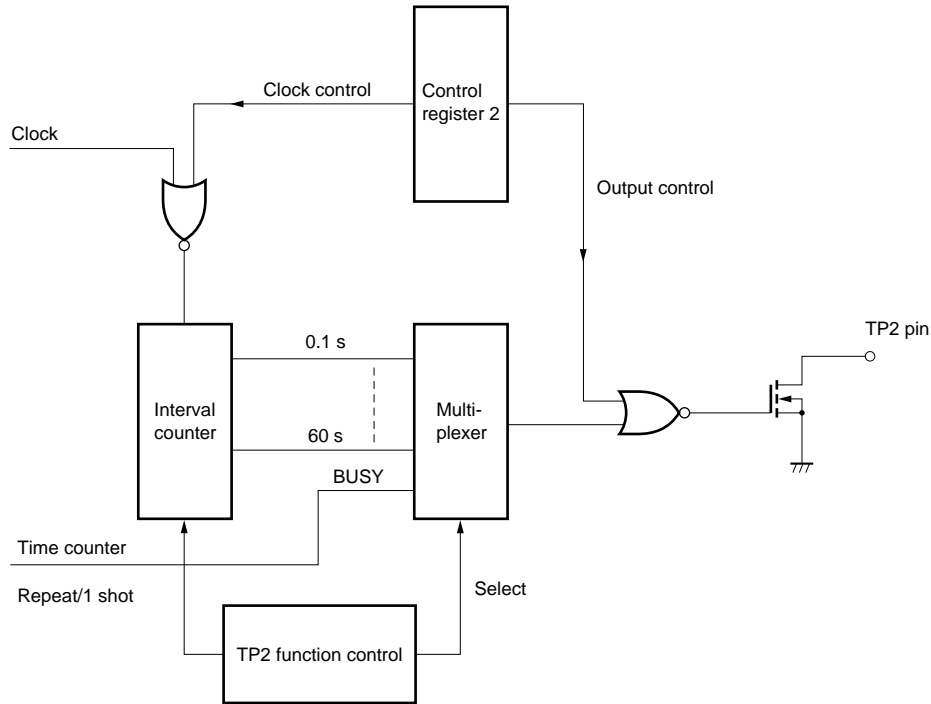 Clock control
Control
register 2
Clock
Output control
TP2 pin
0.1 s
Interval
counter
Multi-
plexer
60 s
BUSY
Time counter
Repeat/1 shot
Select
TP2 function control